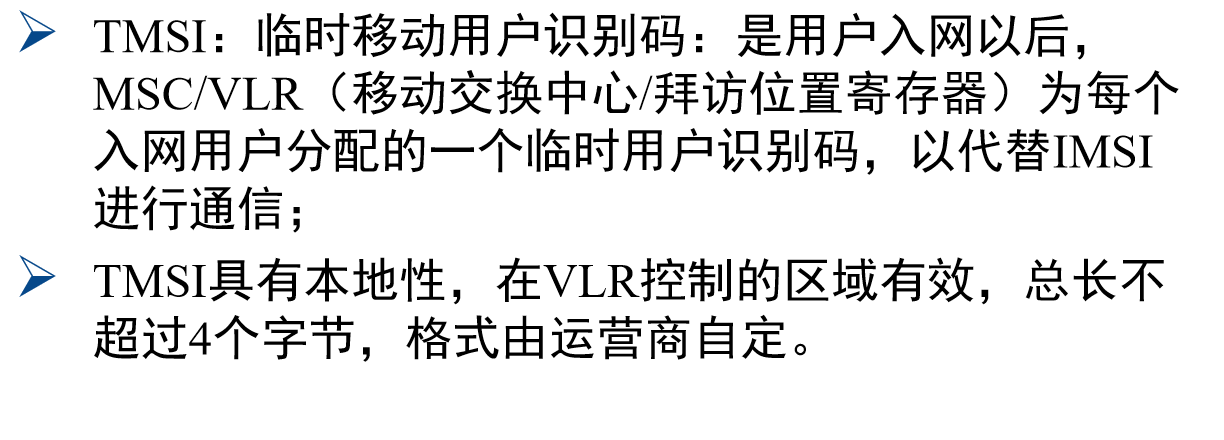 TMSI：临时移动用户识别码：是用户入网以后，
MSC/VLR（移动交换中心/拜访位置寄存器）为每个
入网用户分配的一个临时用户识别码，以代替IMSI
进行通信；
TMSI具有本地性，在VLR控制的区域有效，总长不
超过4个字节，格式由运营商自定。